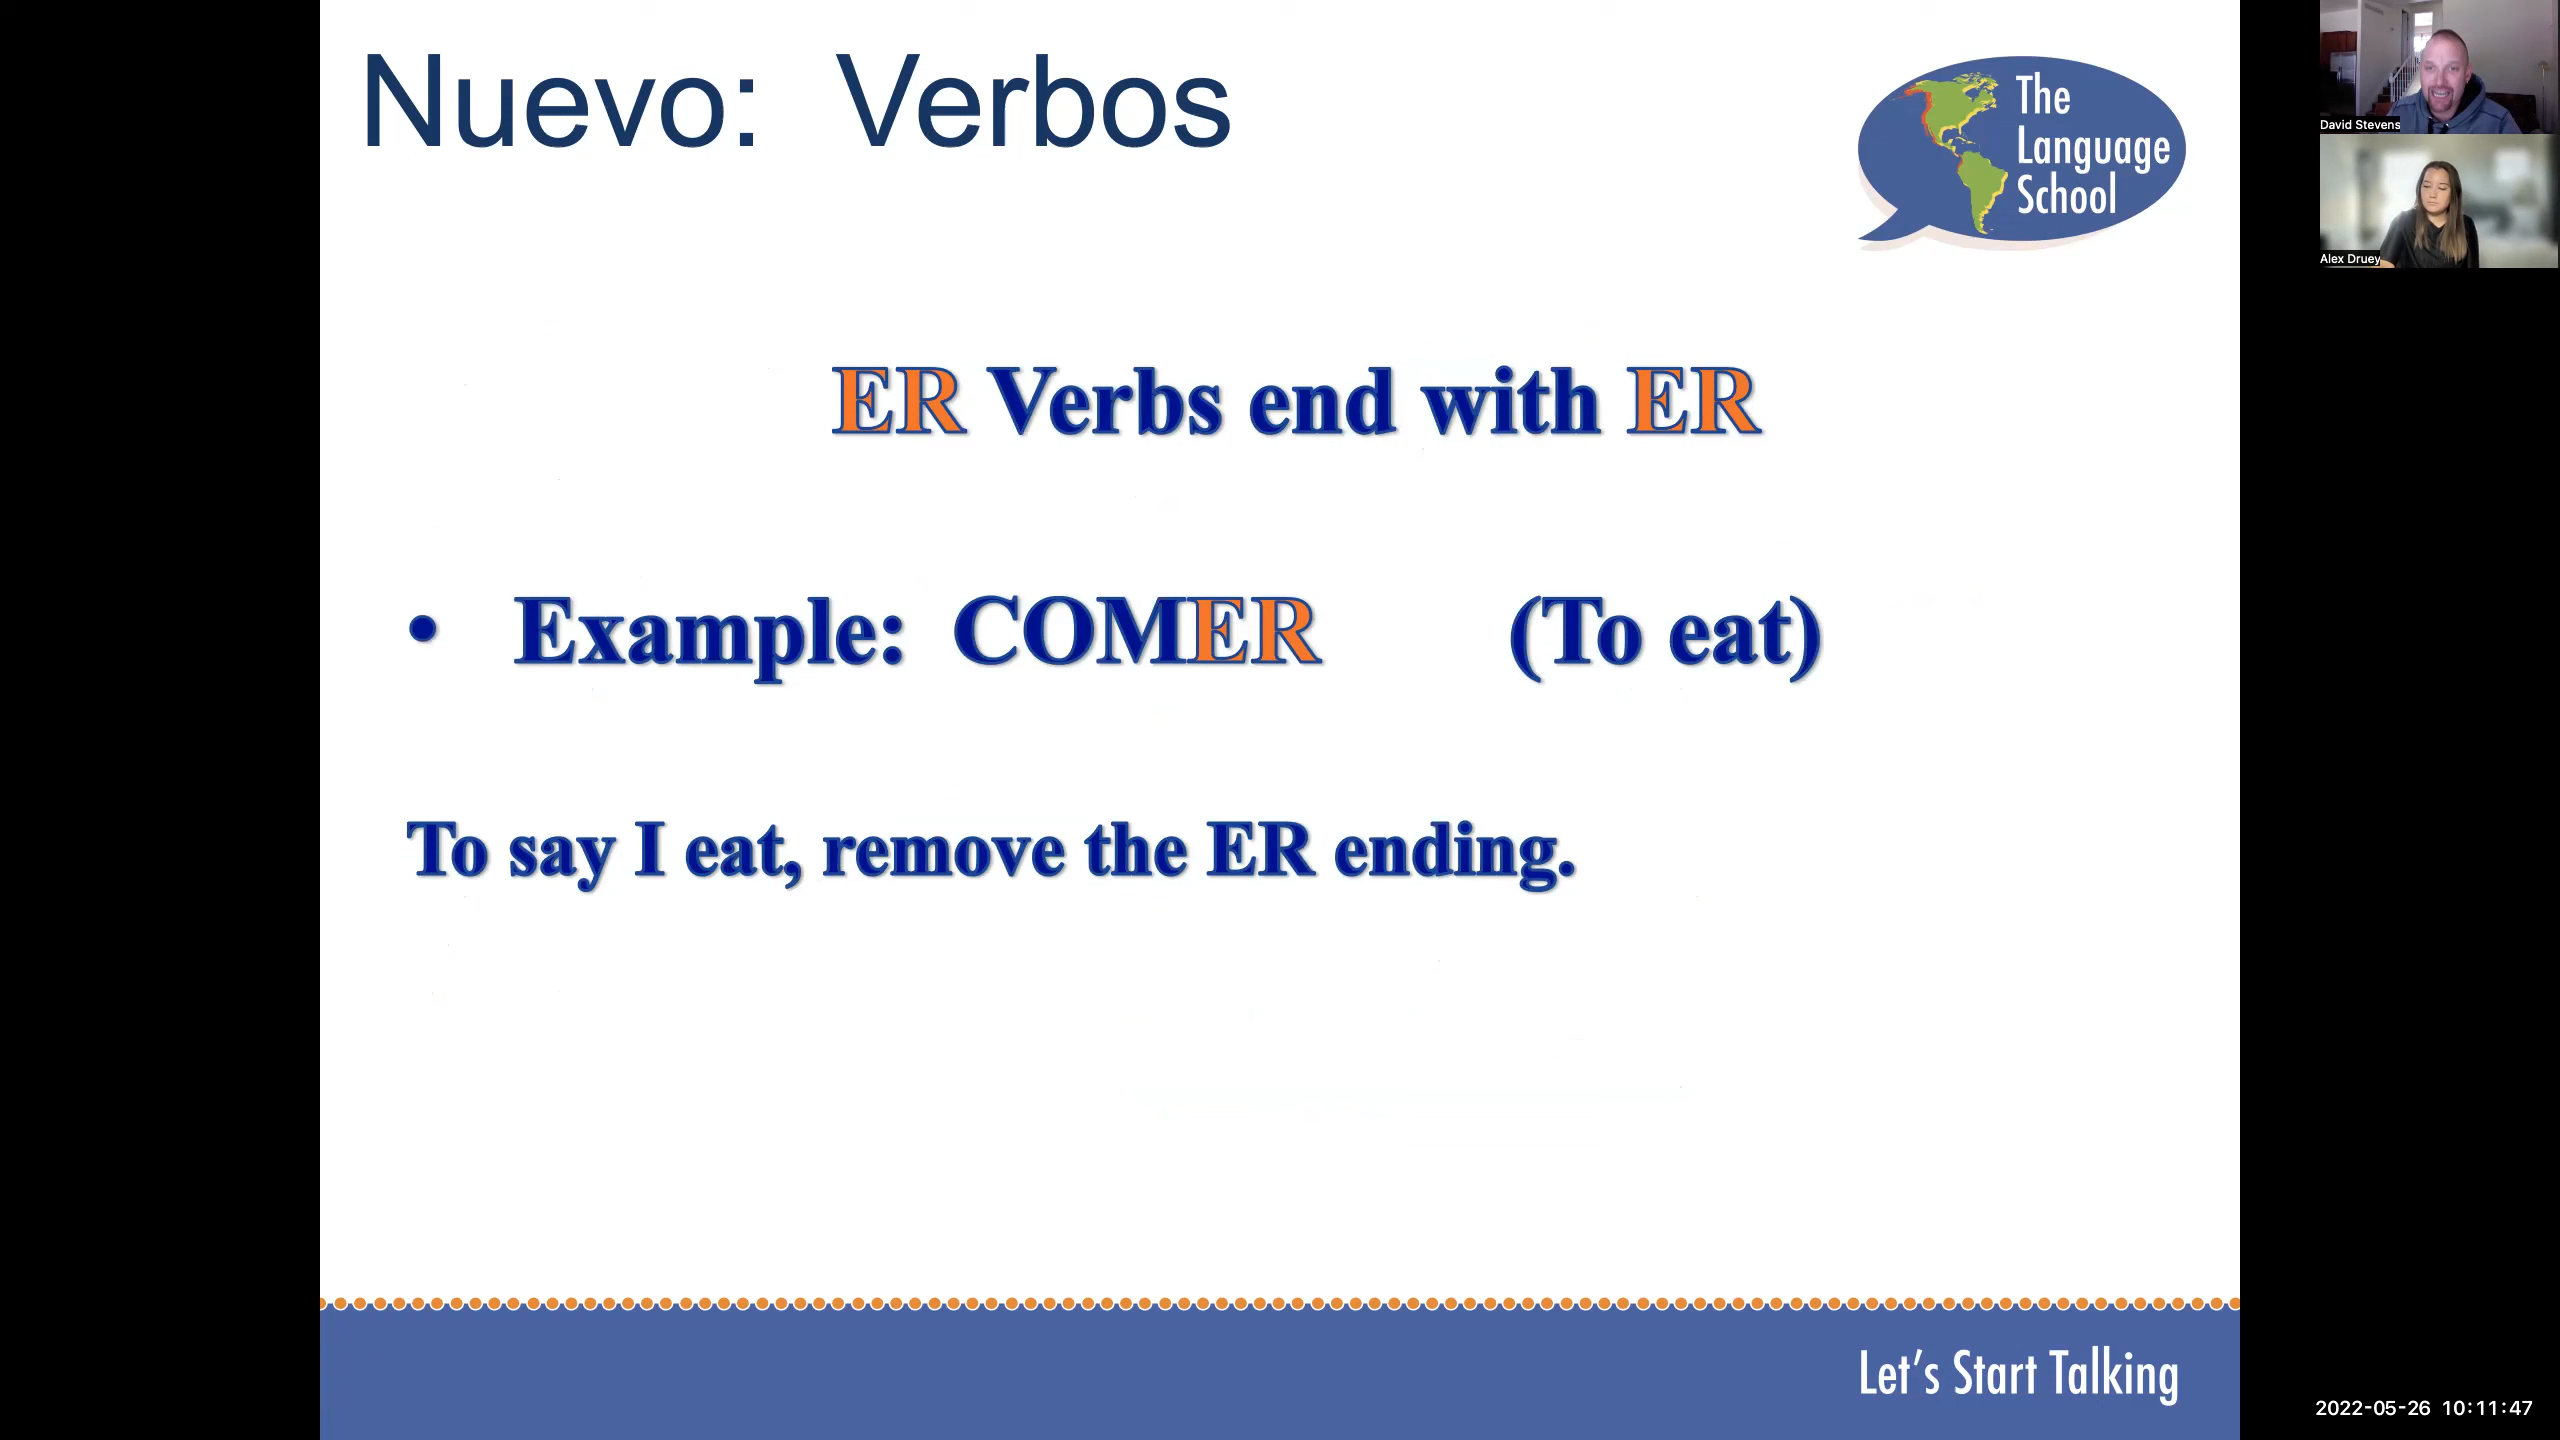 Nuevo: Verbos
The
Language
School
David Stevens
Alex Druey
ER Verbs end with ER
• Example: COMER (To eat)
To say I eat, remove the ER ending.
Let's Start Talking
2022-05-26 10:11:47